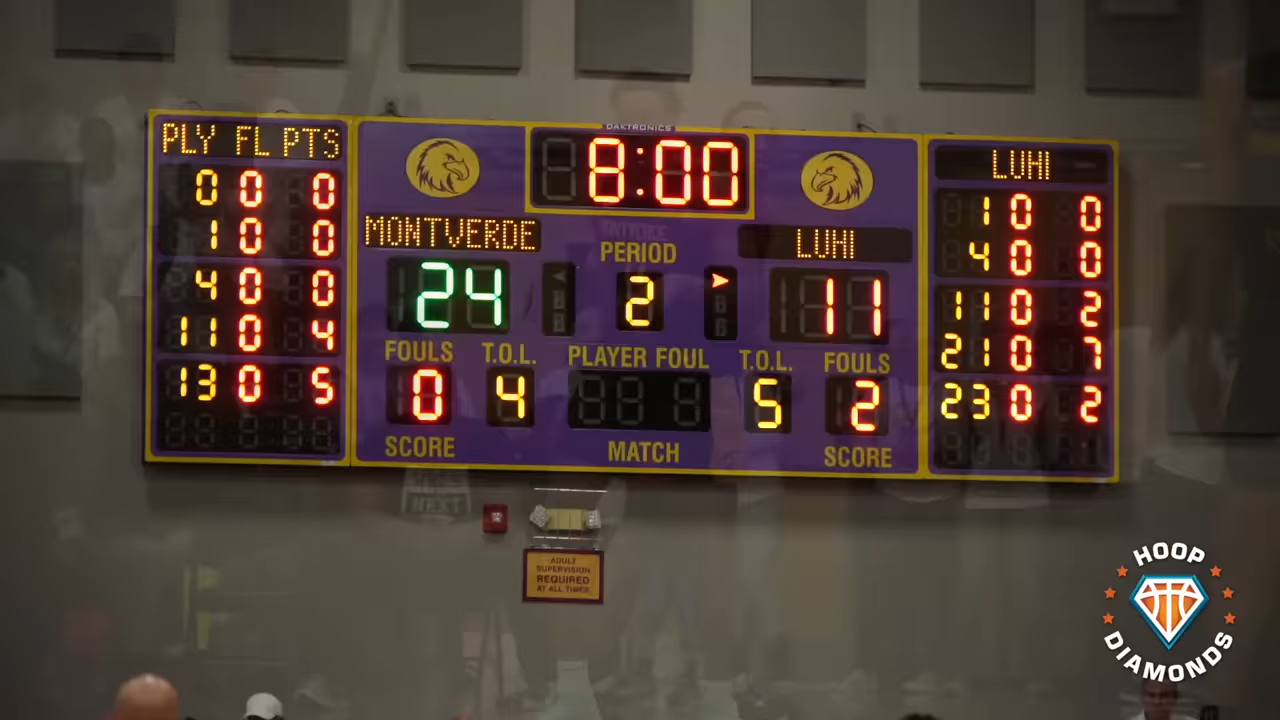 DAKTRONICS
PLY FL PTS
0 0 0
1 0 0
4 0 0
11 0 4
13 0 5
8:00
MONTVERDE
PERIOD
LUHI
24
2
11
FOULS
T.O.L.
PLAYER FOUL
T.O.L.
FOULS
0
4
5
2
SCORE
MATCH
SCORE
LUHI
1 0 0
4 0 0
11 0 2
21 0 7
23 0 2
NEXT
ADULT
SUPERVISION
REQUIRED
AT ALL TIMES
HOOP
DIAMONDS